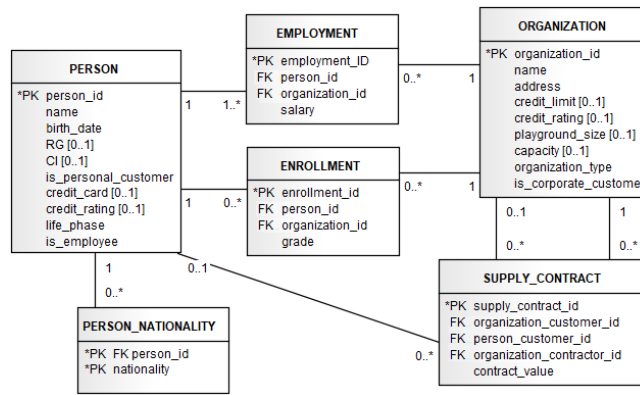 PERSON
*PK person_id
name
birth_date
RG [0..1]
CI [0..1]
is_personal_customer
credit_card [0..1]
credit_rating [0..1]
life_phase
is_employee
EMPLOYMENT
*PK employment_ID
FK person_id
FK organization_id
salary
ORGANIZATION
*PK organization_id
name
address
credit_limit [0..1]
credit_rating [0..1]
playground_size [0..1]
capacity [0..1]
organization_type
is_corporate_custome
1
1..*
0..*
1
ENROLLMENT
*PK enrollment_id
FK person_id
FK organization_id
grade
1
0..*
0..*
1
0..1
1
0..*
0..*
1
0..1
0..*
0..*
PERSON_NATIONALITY
*PK FK person_id
*PK nationality
SUPPLY_CONTRACT
*PK supply_contract_id
FK organization_customer_id
FK person_customer_id
FK organization_contractor_id
contract_value